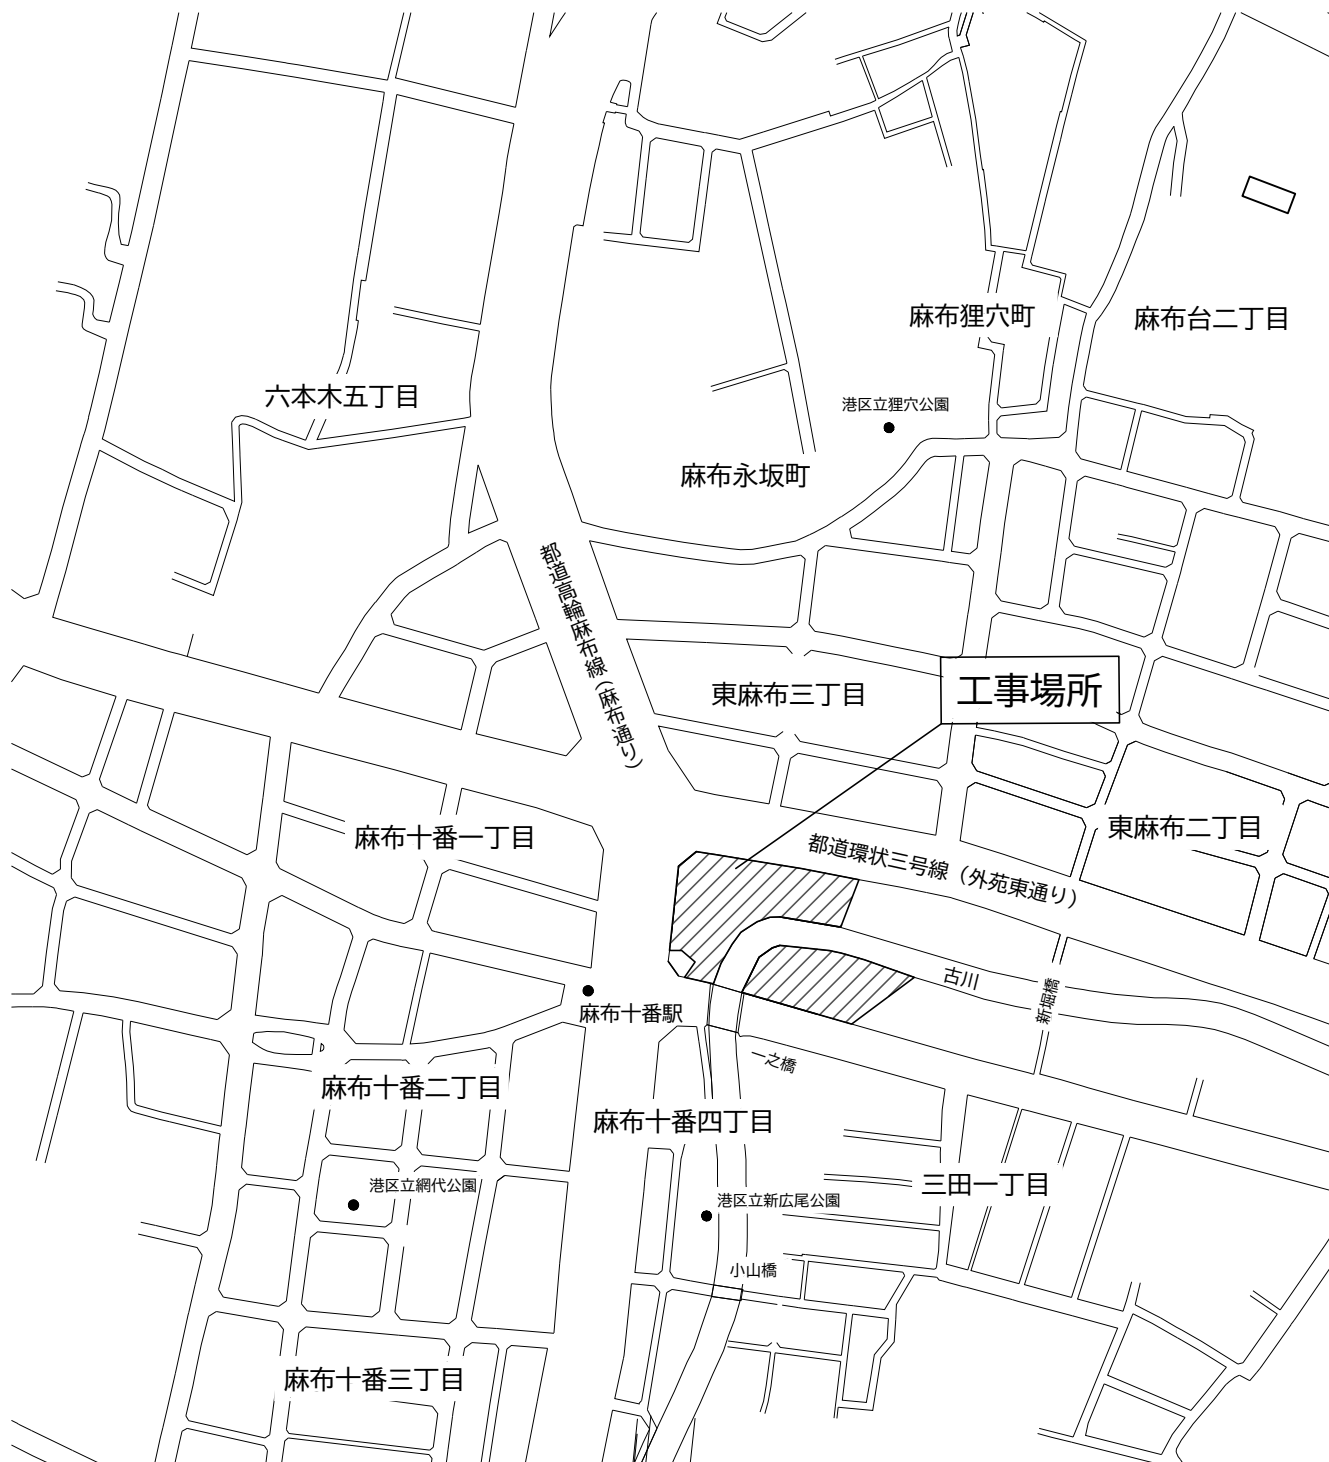 麻布狸穴町
麻布台二丁目
六本木五丁目
港区立狸穴公園
麻布永坂町
都道高輪麻布線（麻布通り）
東麻布三丁目
工事場所
麻布十番一丁目
東麻布二丁目
都道環状三号線（外苑東通り）
古川
新堀橋
麻布十番駅
一之橋
麻布十番二丁目
麻布十番四丁目
港区立網代公園
三田一丁目
港区立新広尾公園
小山橋
麻布十番三丁目